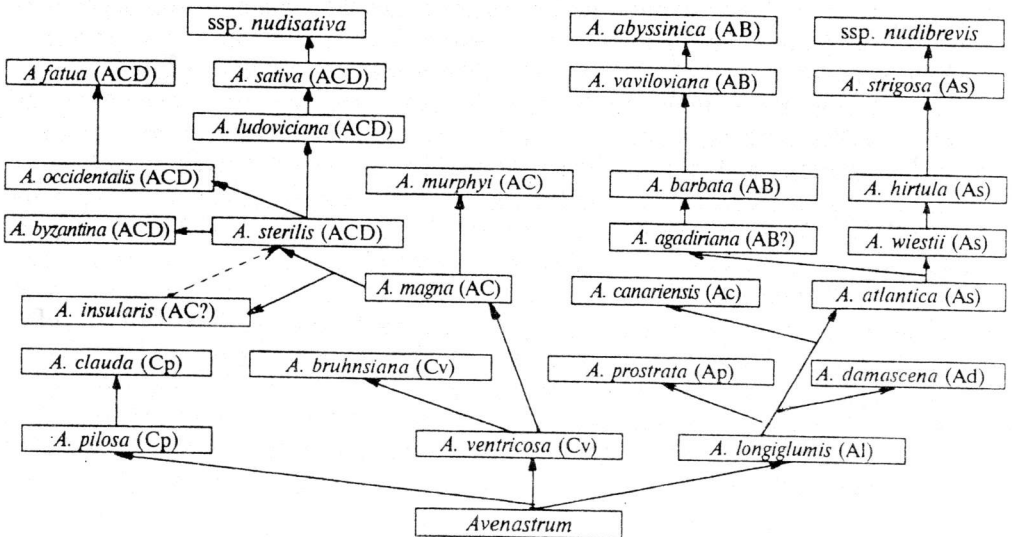 ssp. nudisativa
A. abyssinica (AB)
ssp. nudibrevis
A fatua (ACD)
A. sativa (ACD)
A. vaviloviana (AB)
A. strigosa (As)
A. ludoviciana (ACD)
A. occidentalis (ACD)
A. murphyi (AC)
A. barbata (AB)
A. hirtula (As)
A. byzantina (ACD)
A. sterilis (ACD)
A. agadiriana (AB?)
A. wiestii (As)
A. insularis (AC?)
A. magna (AC)
A. canariensis (Ac)
A. atlantica (As)
A. clauda (Cp)
A. bruhnsiana (Cv)
A. prostrata (Ap)
A. damascena (Ad)
A. pilosa (Cp)
A. ventricosa (Cv)
A. longiglumis (Al)
Avenastrum